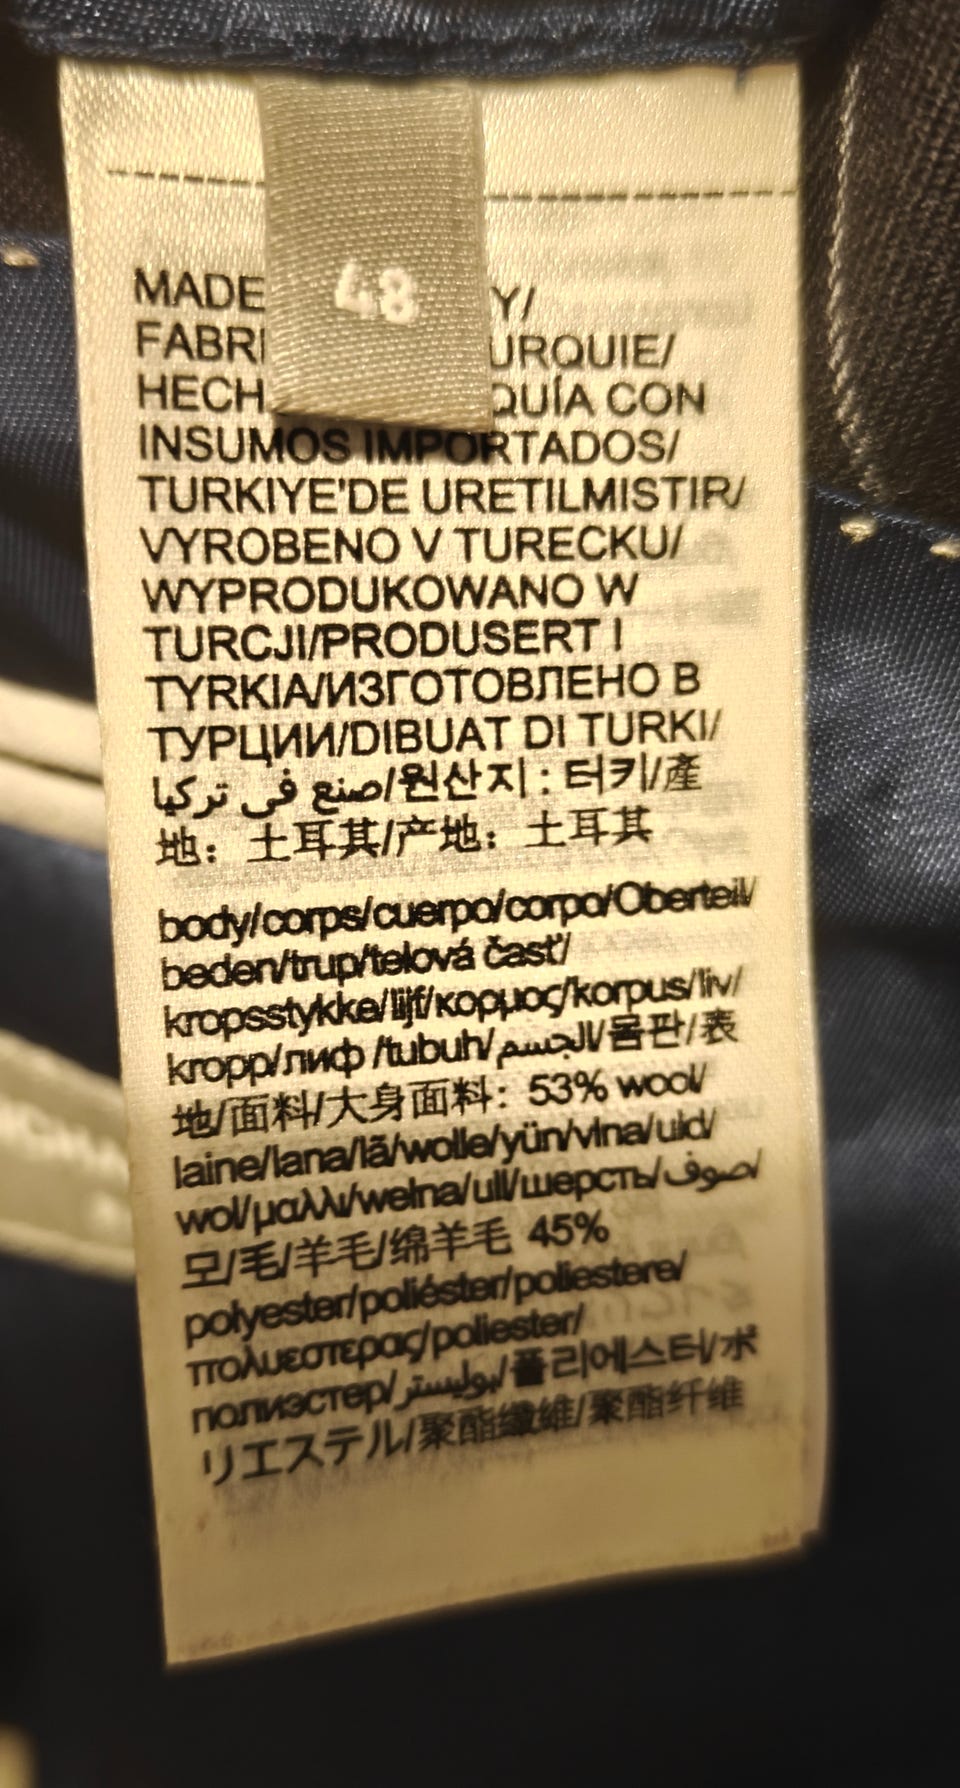 48
MADE Y/
FABRI URQUIE/
HECH QUÍA CON
INSUMOS IMPORTADOS/
TURKIYE'DE URETILMISTIR/
VYROBENO V TURECKU/
WYPRODUKOWANO W
TURCJI/PRODUSERT I
TYRKIA/ИЗГОТОВЛЕНО В
ТУРЦИИ/DIBUAT DI TURKI/
صنع في تركيا/원산지 : 터키/產
地：土耳其/产地：土耳其
body/corps/cuerpo/corpo/Oberteil/
beden/trup/telová časť/
kropsstykke/lijf/κορμος/korpus/liv/
kropp/лиф /tubuh/الجسم/몸판/表
地/面料/大身面料：53% wool/
laine/lana/lã/wolle/yün/vlna/uld/
wol/μαλλι/wełna/ull/шерсть/صوف/
모/毛/羊毛/绵羊毛 45%
polyester/poliéster/poliestere/
πολυεστερας/poliester/
полиэстер/بوليستر/폴리에스터/ポ
リエステル/聚酯纖維/聚酯纤维